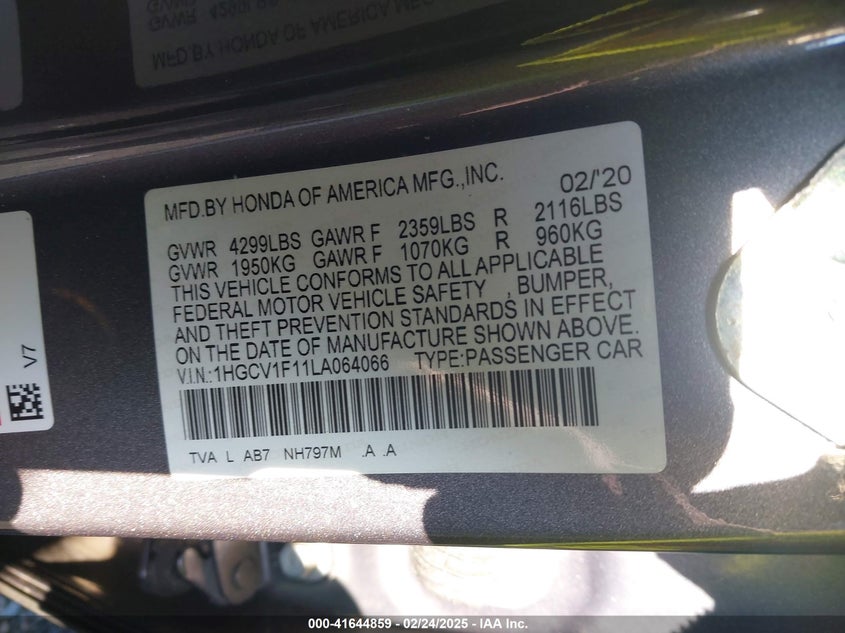 MFD.BY HONDA OF AMERICA MFG.,INC. 02/'20
GVWR 4299LBS GAWR F 2359LBS R 2116LBS
GVWR 1950KG GAWR F 1070KG R 960KG
THIS VEHICLE CONFORMS TO ALL APPLICABLE
FEDERAL MOTOR VEHICLE SAFETY , BUMPER,
AND THEFT PREVENTION STANDARDS IN EFFECT
ON THE DATE OF MANUFACTURE SHOWN ABOVE.
V.I.N.:1HGCV1F11LA064066 TYPE:PASSENGER CAR
TVA L AB7 NH797M .A .A
V7
000-41644859 - 02/24/2025 - IAA Inc.